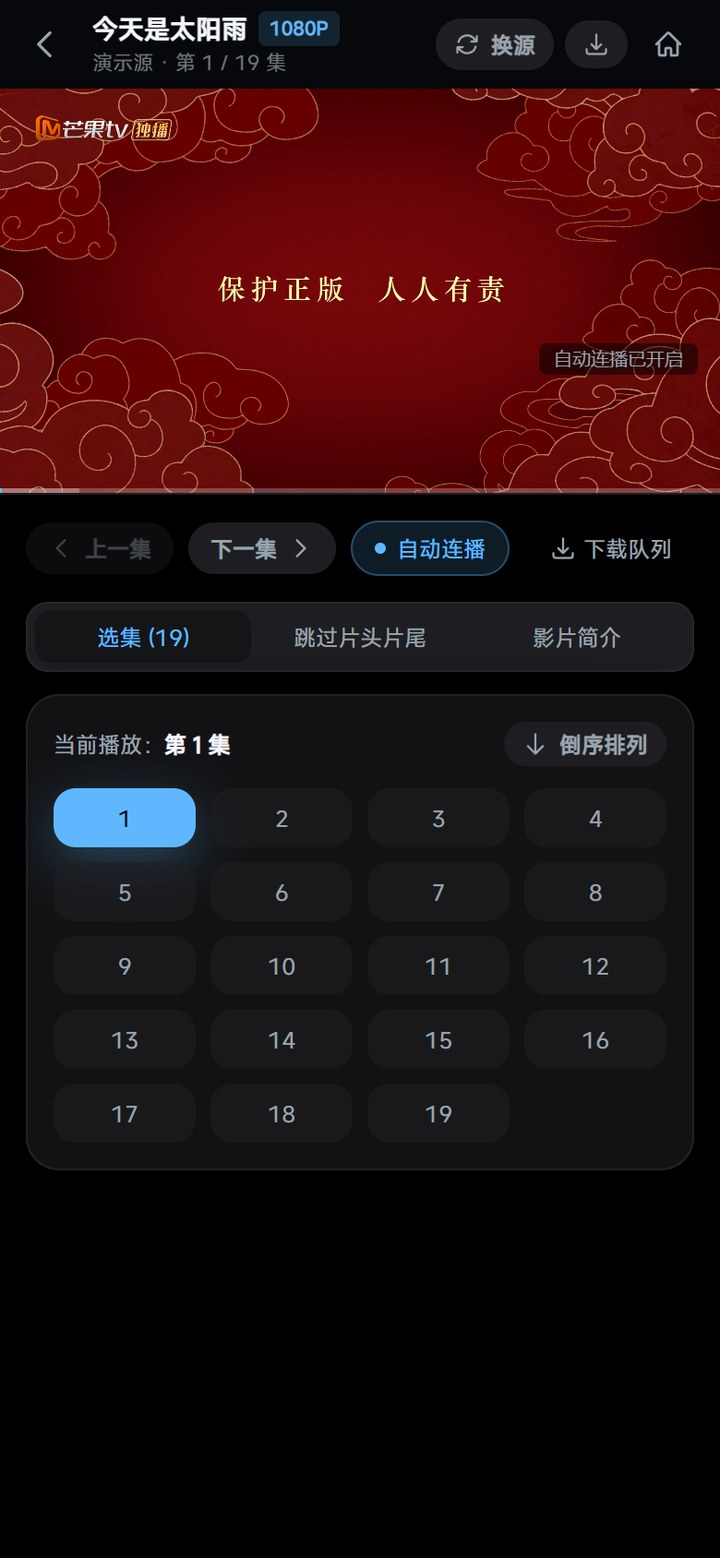 今天是太阳雨 1080P
演示源 · 第 1 / 19 集
换源
芒果tv 独播
保护正版 人人有责
自动连播已开启
上一集 下一集 自动连播 下载队列
选集 (19) 跳过片头片尾 影片简介
当前播放: 第 1 集 倒序排列
1 2 3 4
5 6 7 8
9 10 11 12
13 14 15 16
17 18 19